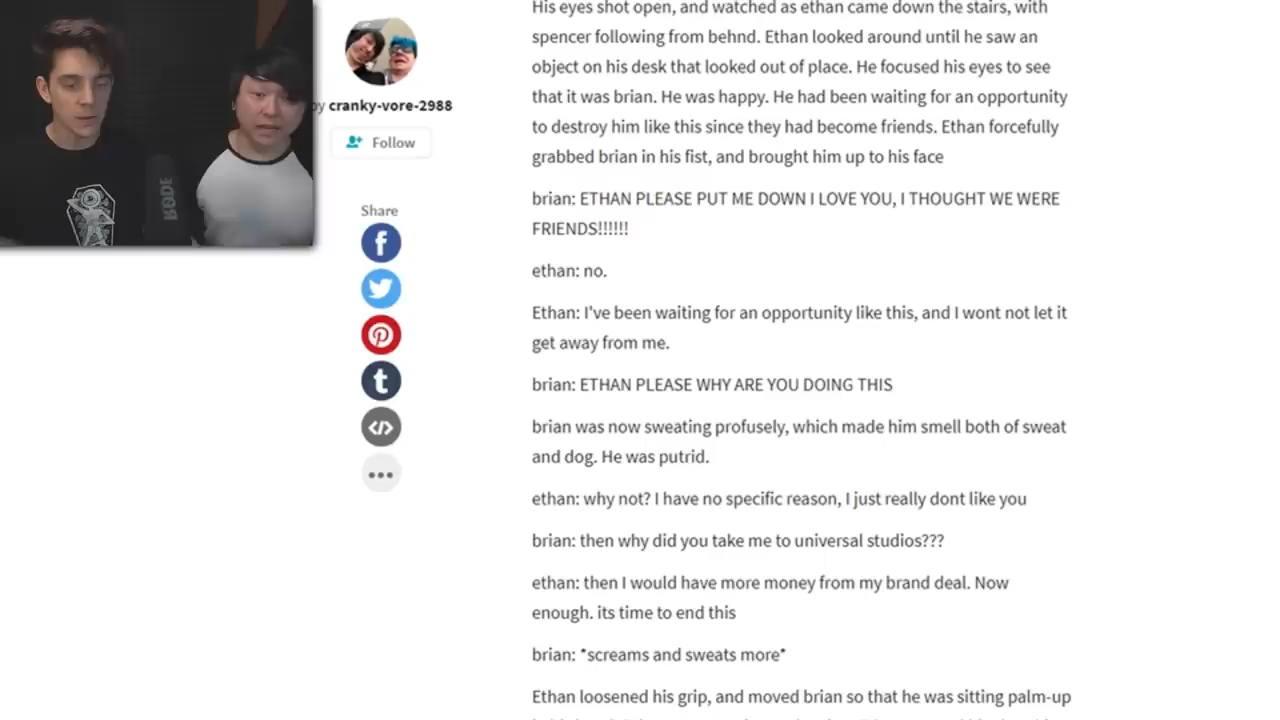 His eyes shot open, and watched as ethan came down the stairs, with
spencer following from behnd. Ethan looked around until he saw an
object on his desk that looked out of place. He focused his eyes to see
that it was brian. He was happy. He had been waiting for an opportunity
to destroy him like this since they had become friends. Ethan forcefully
grabbed brian in his fist, and brought him up to his face
brian: ETHAN PLEASE PUT ME DOWN I LOVE YOU, I THOUGHT WE WERE
FRIENDS!!!!!!
ethan: no.
Ethan: I've been waiting for an opportunity like this, and I wont not let it
get away from me.
brian: ETHAN PLEASE WHY ARE YOU DOING THIS
brian was now sweating profusely, which made him smell both of sweat
and dog. He was putrid.
ethan: why not? I have no specific reason, I just really dont like you
brian: then why did you take me to universal studios???
ethan: then I would have more money from my brand deal. Now
enough. its time to end this
brian: *screams and sweats more*
Ethan loosened his grip, and moved brian so that he was sitting palm-up
by cranky-vore-2988
Follow
Share
RØDE